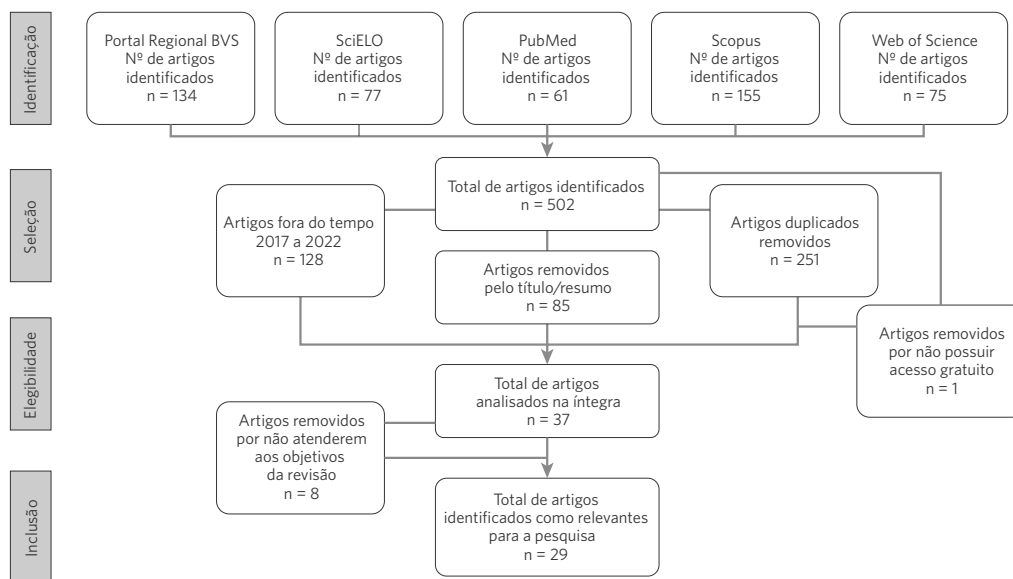 Identificação
Portal Regional BVS
Nº de artigos
identificados
n = 134
SciELO
Nº de artigos
identificados
n = 77
PubMed
Nº de artigos
identificados
n = 61
Scopus
Nº de artigos
identificados
n = 155
Web of Science
Nº de artigos
identificados
n = 75
Seleção
Total de artigos identificados
n = 502
Artigos fora do tempo
2017 a 2022
n = 128
Artigos duplicados
removidos
n = 251
Artigos removidos
pelo título/resumo
n = 85
Elegibilidade
Artigos removidos
por não possuir
acesso gratuito
n = 1
Total de artigos
analisados na íntegra
n = 37
Artigos removidos
por não atenderem
aos objetivos
da revisão
n = 8
Inclusão
Total de artigos
identificados como relevantes
para a pesquisa
n = 29